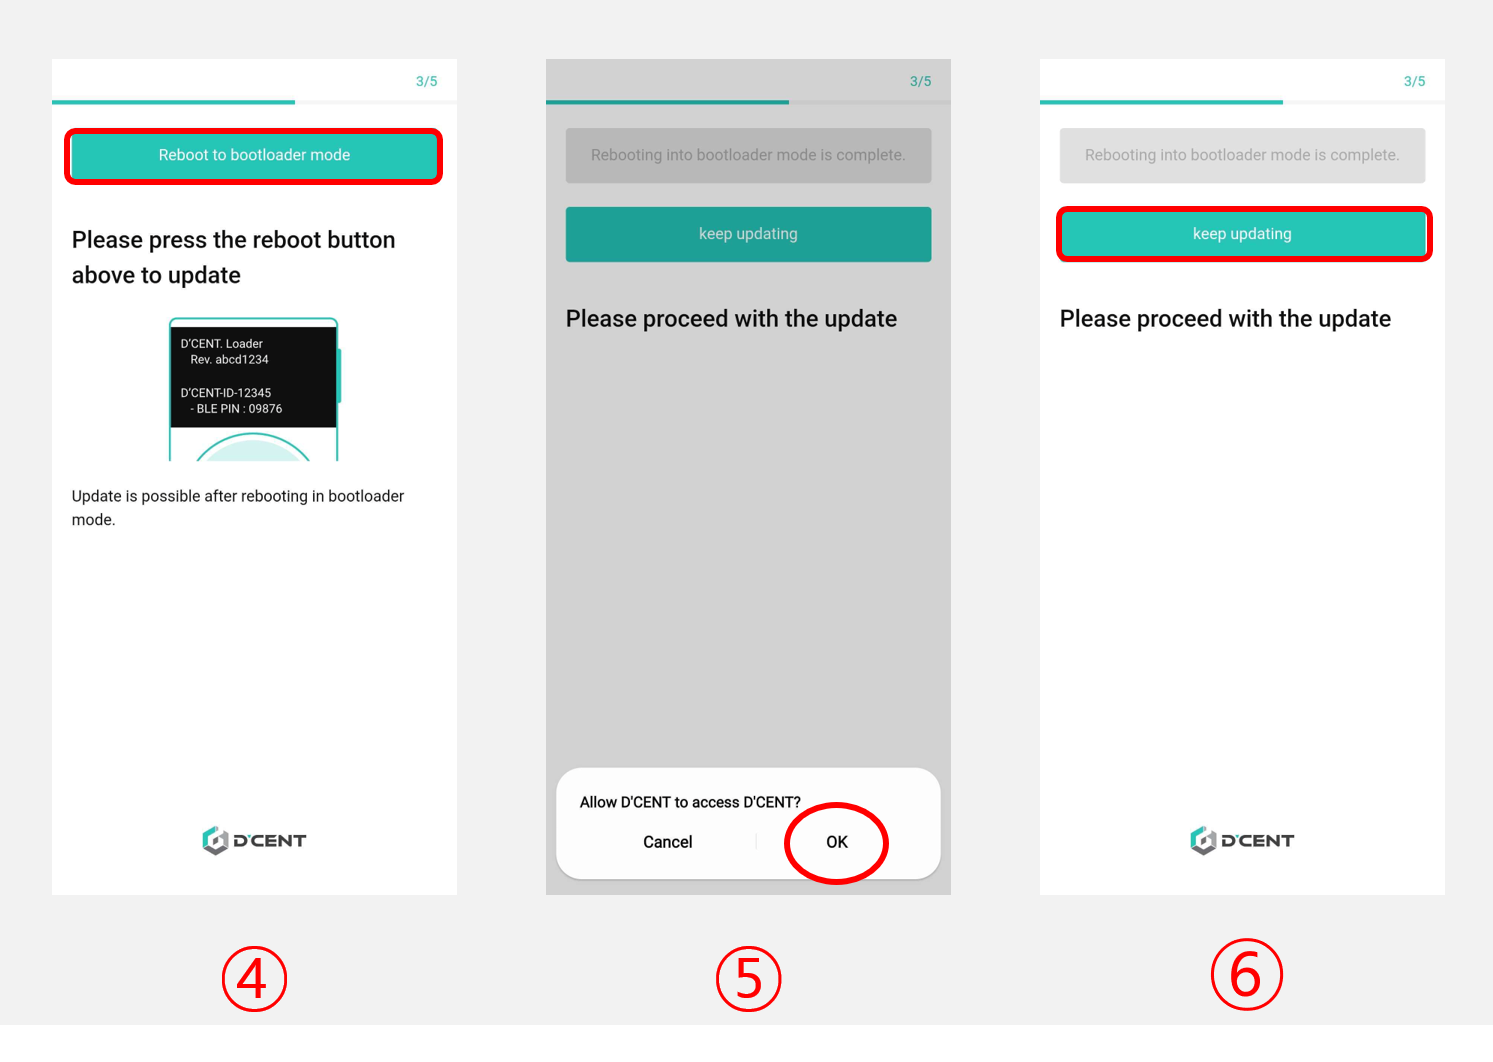 3/5
Reboot to bootloader mode
Please press the reboot button
above to update
D'CENT. Loader
Rev. abcd1234
D'CENT-ID-12345
- BLE PIN : 09876
Update is possible after rebooting in bootloader
mode.
D'CENT
④
3/5
Rebooting into bootloader mode is complete.
keep updating
Please proceed with the update
Allow D'CENT to access D'CENT?
Cancel
OK
⑤
3/5
Rebooting into bootloader mode is complete.
keep updating
Please proceed with the update
D'CENT
⑥